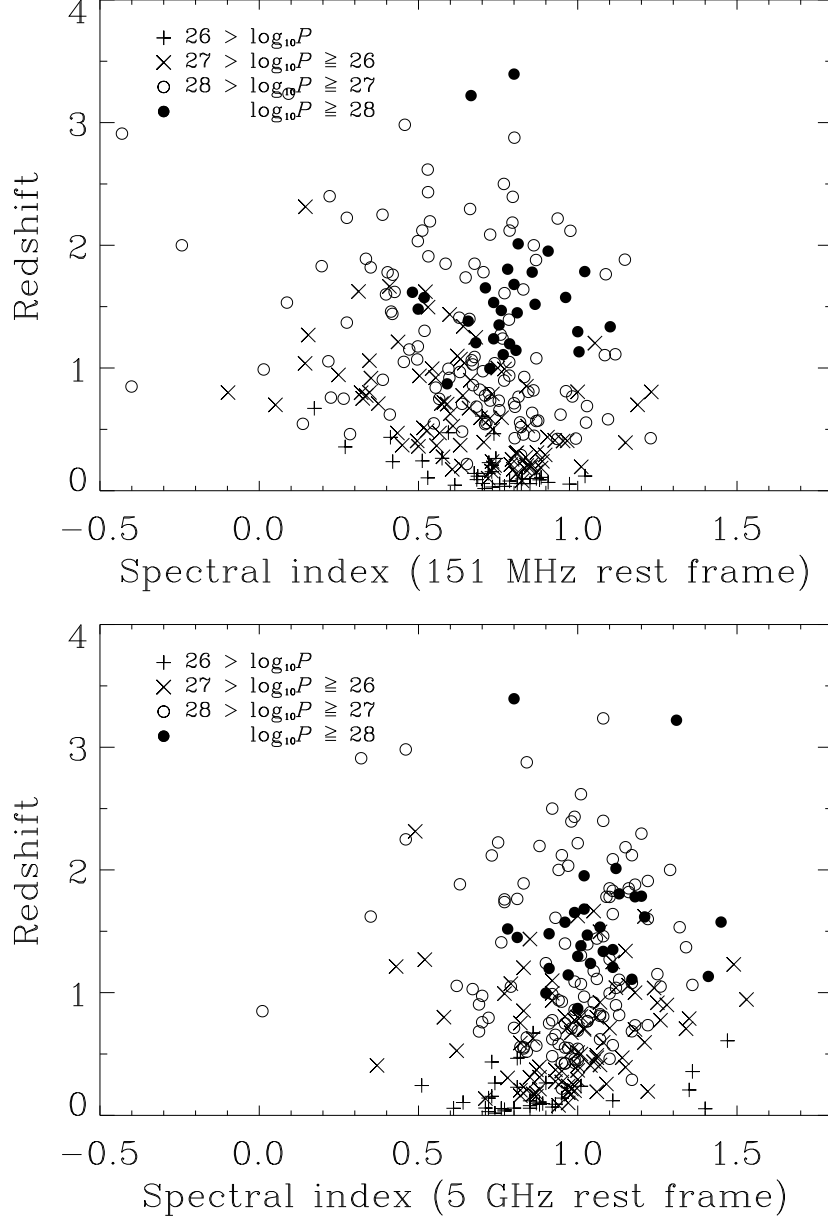 4
26 > log₁₀P
27 > log₁₀P ≧ 26
28 > log₁₀P ≧ 27
log₁₀P ≧ 28
3
2
1
0
Redshift
−0.5 0.0 0.5 1.0 1.5
Spectral index (151 MHz rest frame)
4
26 > log₁₀P
27 > log₁₀P ≧ 26
28 > log₁₀P ≧ 27
log₁₀P ≧ 28
3
2
1
0
Redshift
−0.5 0.0 0.5 1.0 1.5
Spectral index (5 GHz rest frame)